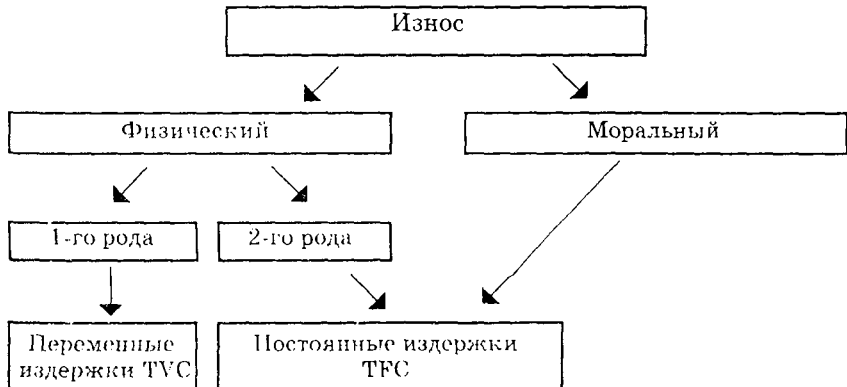 Износ
Физический
Моральный
1-го рода
2-го рода
Переменные
издержки TVC
Постоянные издержки
TFC